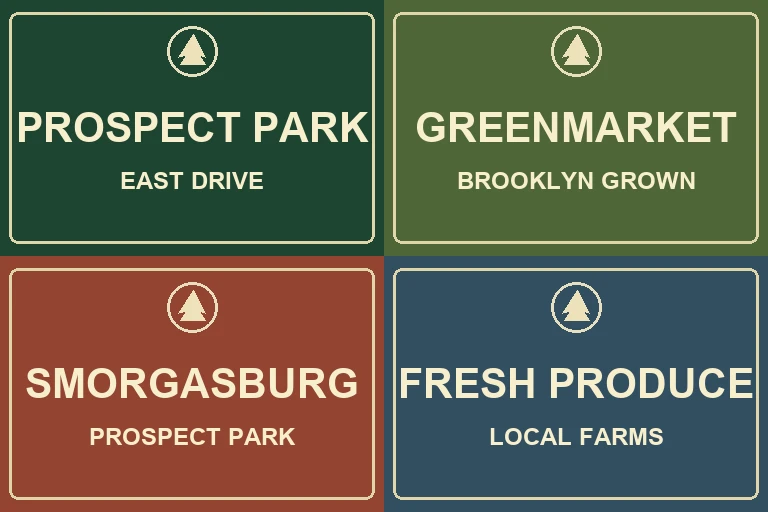 PROSPECT PARK
EAST DRIVE
GREENMARKET
BROOKLYN GROWN
SMORGASBURG
PROSPECT PARK
FRESH PRODUCE
LOCAL FARMS